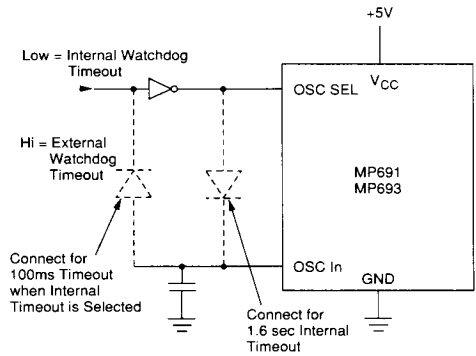 +5V
Low = Internal Watchdog
Timeout
OSC SEL
VCC
Hi = External
Watchdog
Timeout
MP691
MP693
Connect for
100ms Timeout
when Internal
Timeout is Selected
OSC In
GND
Connect for
1.6 sec Internal
Timeout